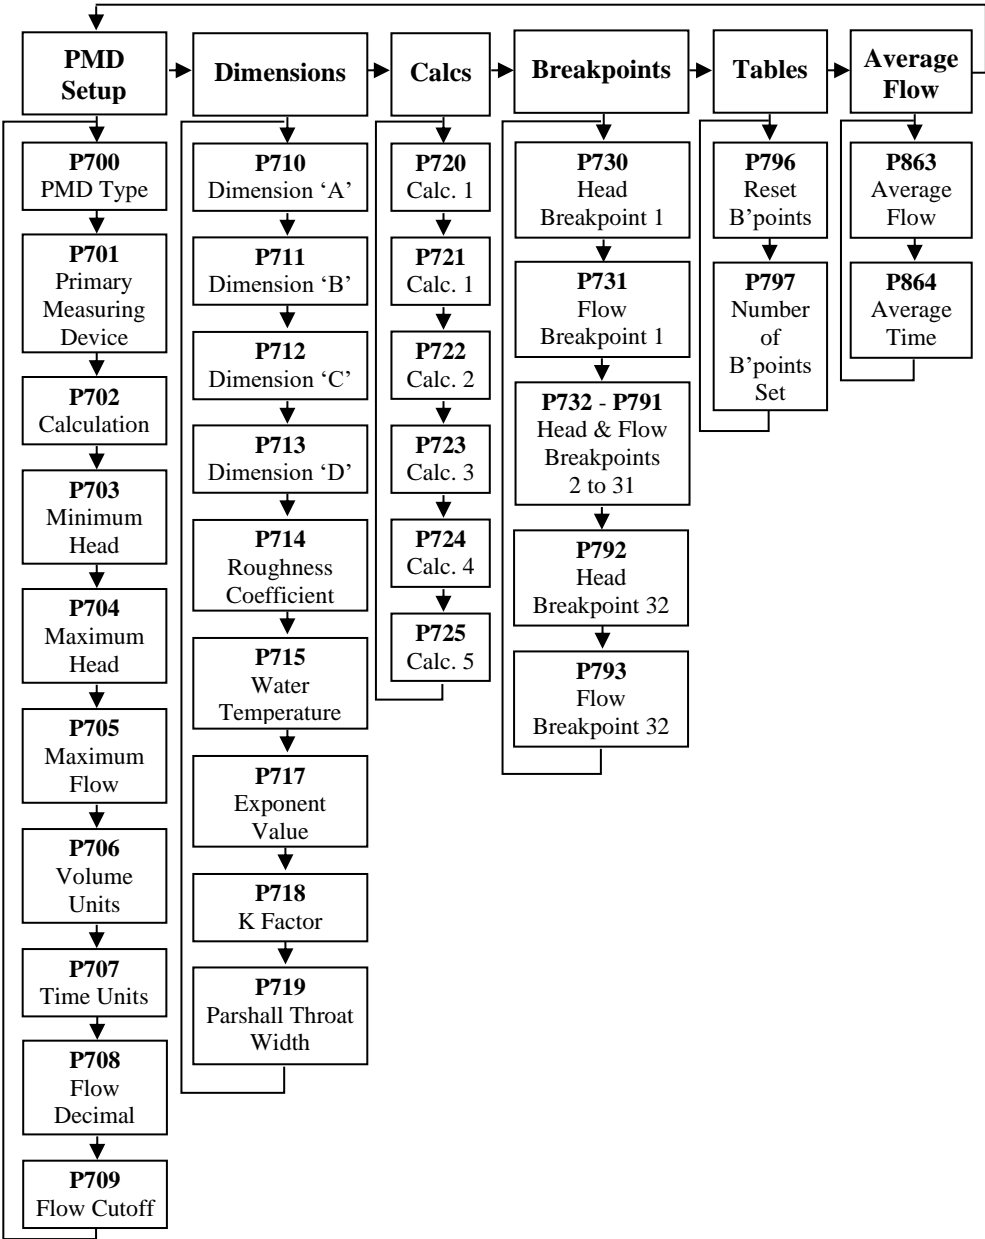 PMD
Setup
Dimensions
Calcs
Breakpoints
Tables
Average
Flow
P700
PMD Type
P701
Primary
Measuring
Device
P702
Calculation
P703
Minimum
Head
P704
Maximum
Head
P705
Maximum
Flow
P706
Volume
Units
P707
Time Units
P708
Flow
Decimal
P709
Flow Cutoff
P710
Dimension ‘A’
P711
Dimension ‘B’
P712
Dimension ‘C’
P713
Dimension ‘D’
P714
Roughness
Coefficient
P715
Water
Temperature
P717
Exponent
Value
P718
K Factor
P719
Parshall Throat
Width
P720
Calc. 1
P721
Calc. 1
P722
Calc. 2
P723
Calc. 3
P724
Calc. 4
P725
Calc. 5
P730
Head
Breakpoint 1
P731
Flow
Breakpoint 1
P732 - P791
Head & Flow
Breakpoints
2 to 31
P792
Head
Breakpoint 32
P793
Flow
Breakpoint 32
P796
Reset
B’points
P797
Number
of
B’points
Set
P863
Average
Flow
P864
Average
Time